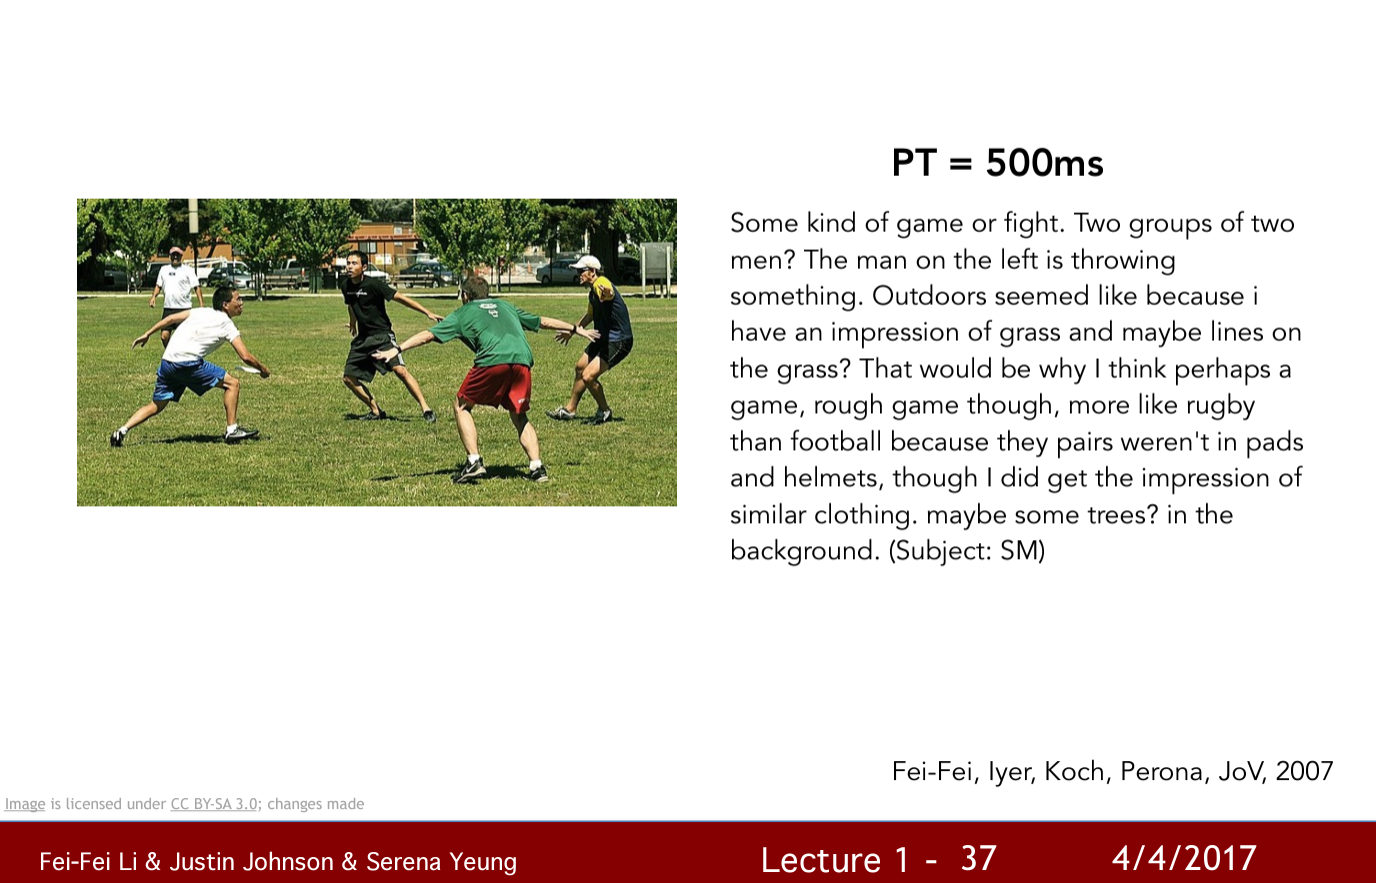 PT = 500ms
Some kind of game or fight. Two groups of two
men? The man on the left is throwing
something. Outdoors seemed like because i
have an impression of grass and maybe lines on
the grass? That would be why I think perhaps a
game, rough game though, more like rugby
than football because they pairs weren't in pads
and helmets, though I did get the impression of
similar clothing. maybe some trees? in the
background. (Subject: SM)
Fei-Fei, Iyer, Koch, Perona, JoV, 2007
Image is licensed under CC BY-SA 3.0; changes made
Fei-Fei Li & Justin Johnson & Serena Yeung
Lecture 1 - 37
4/4/2017